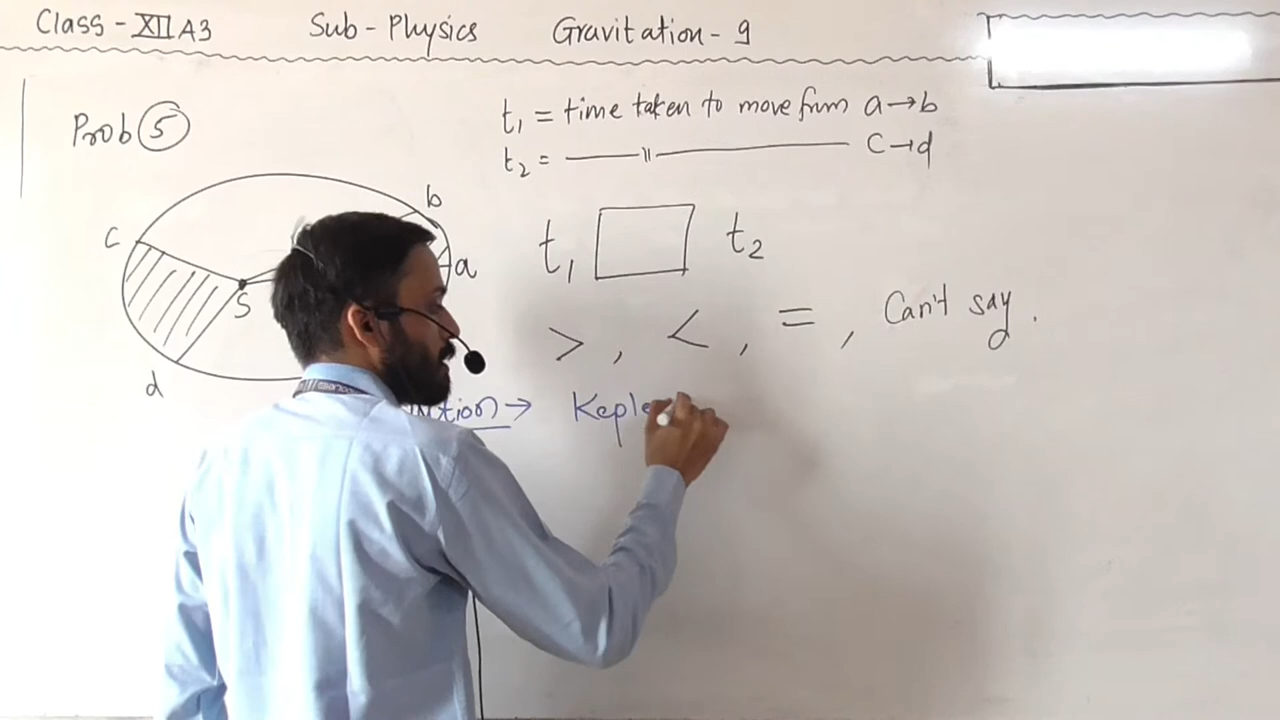 Class - XII A3 Sub - Physics Gravitation - 9
Prob 5
t₁ = time taken to move from a→b
t₂ = —— 〃 —— c→d
b
c
a
S
d
t₁ □ t₂
>, <, =, Can't say.
→ Keple